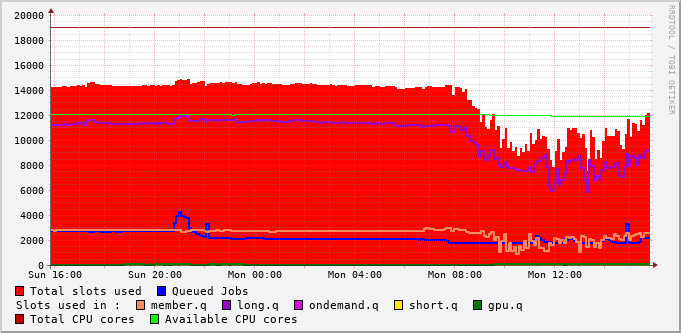 20000
18000
16000
14000
12000
10000
8000
6000
4000
2000
0
Sun 16:00 Sun 20:00 Mon 00:00 Mon 04:00 Mon 08:00 Mon 12:00
Total slots used Queued Jobs
Slots used in : member.q long.q ondemand.q short.q gpu.q
Total CPU cores Available CPU cores
RRDTOOL / TOBI OETIKER